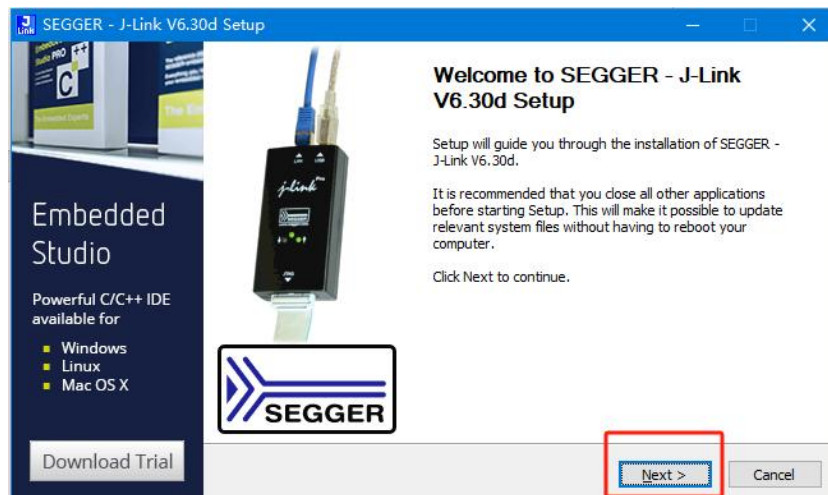 SEGGER - J-Link V6.30d Setup
Welcome to SEGGER - J-Link
V6.30d Setup
Setup will guide you through the installation of SEGGER -
J-Link V6.30d.
It is recommended that you close all other applications
before starting Setup. This will make it possible to update
relevant system files without having to reboot your
computer.
Click Next to continue.
Embedded
Studio
Powerful C/C++ IDE
available for
Windows
Linux
Mac OS X
Download Trial
j-link Pro
SEGGER
Next >
Cancel